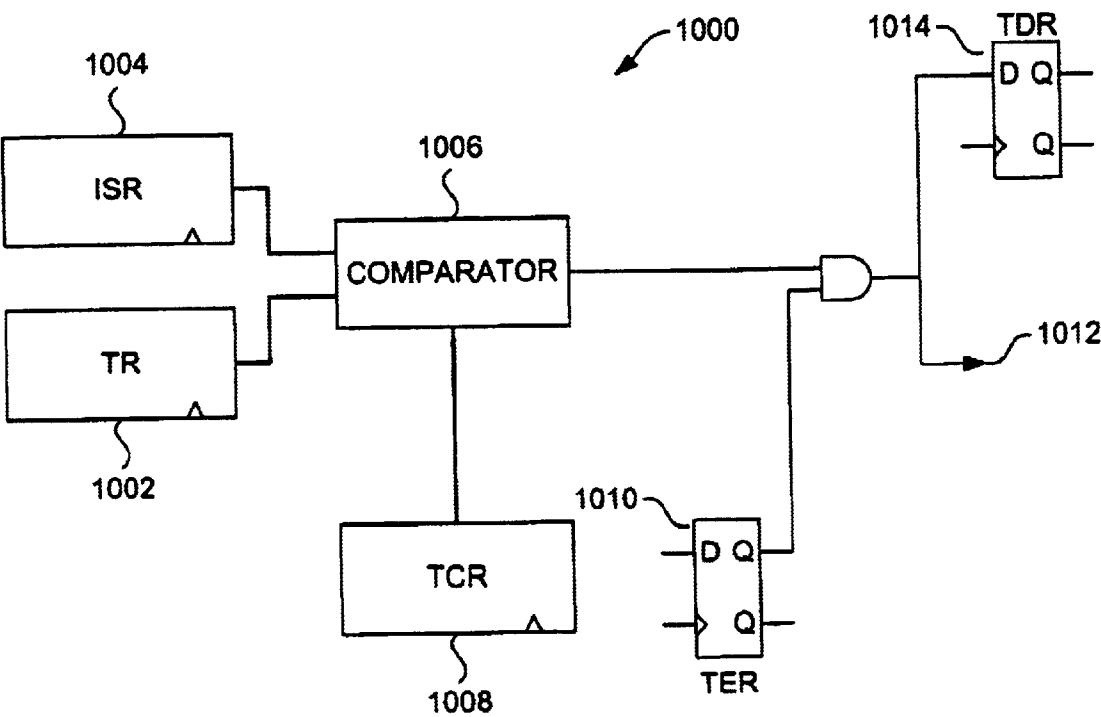 1000
1014
TDR
D Q
Q
1004
ISR
1006
COMPARATOR
TR
1002
1012
1010
D Q
Q
TER
TCR
1008